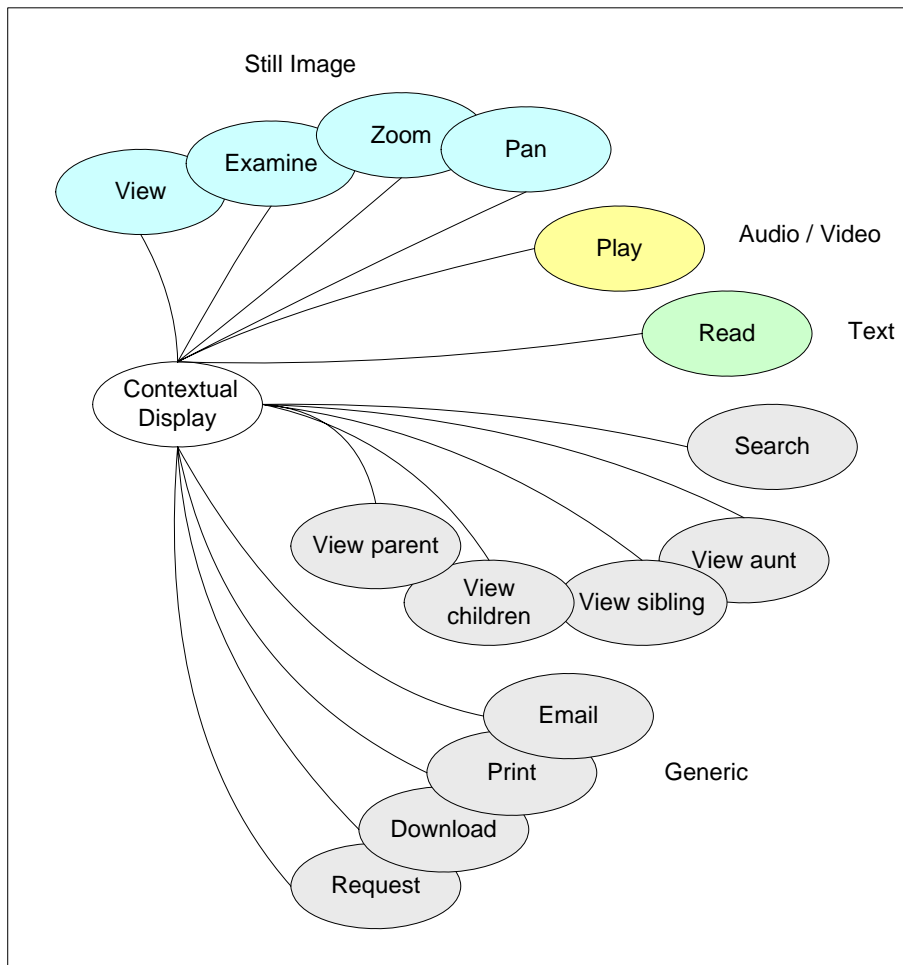 Still Image
Zoom
Pan
Examine
View
Play
Audio / Video
Read
Text
Contextual
Display
Search
View parent
View aunt
View
children
View sibling
Email
Print
Generic
Download
Request